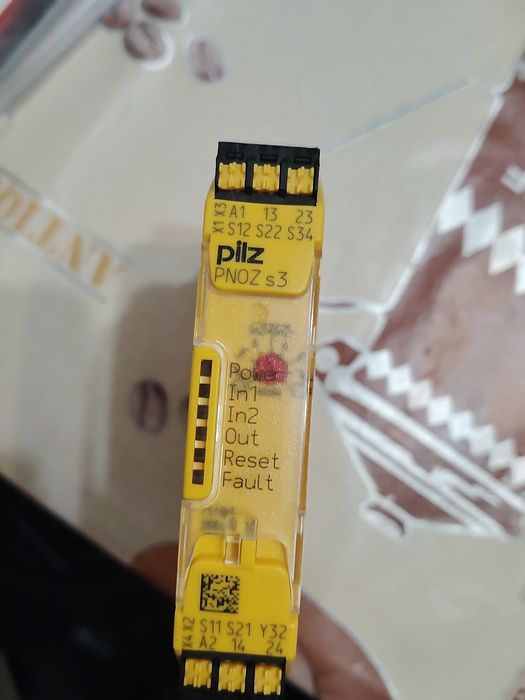 X3 A1 13 23
X1 S12 S22 S34
pilz
PNOZ s3
Power
In1
In2
Out
Reset
Fault
X2 S11 S21 Y32
X4 A2 14 24